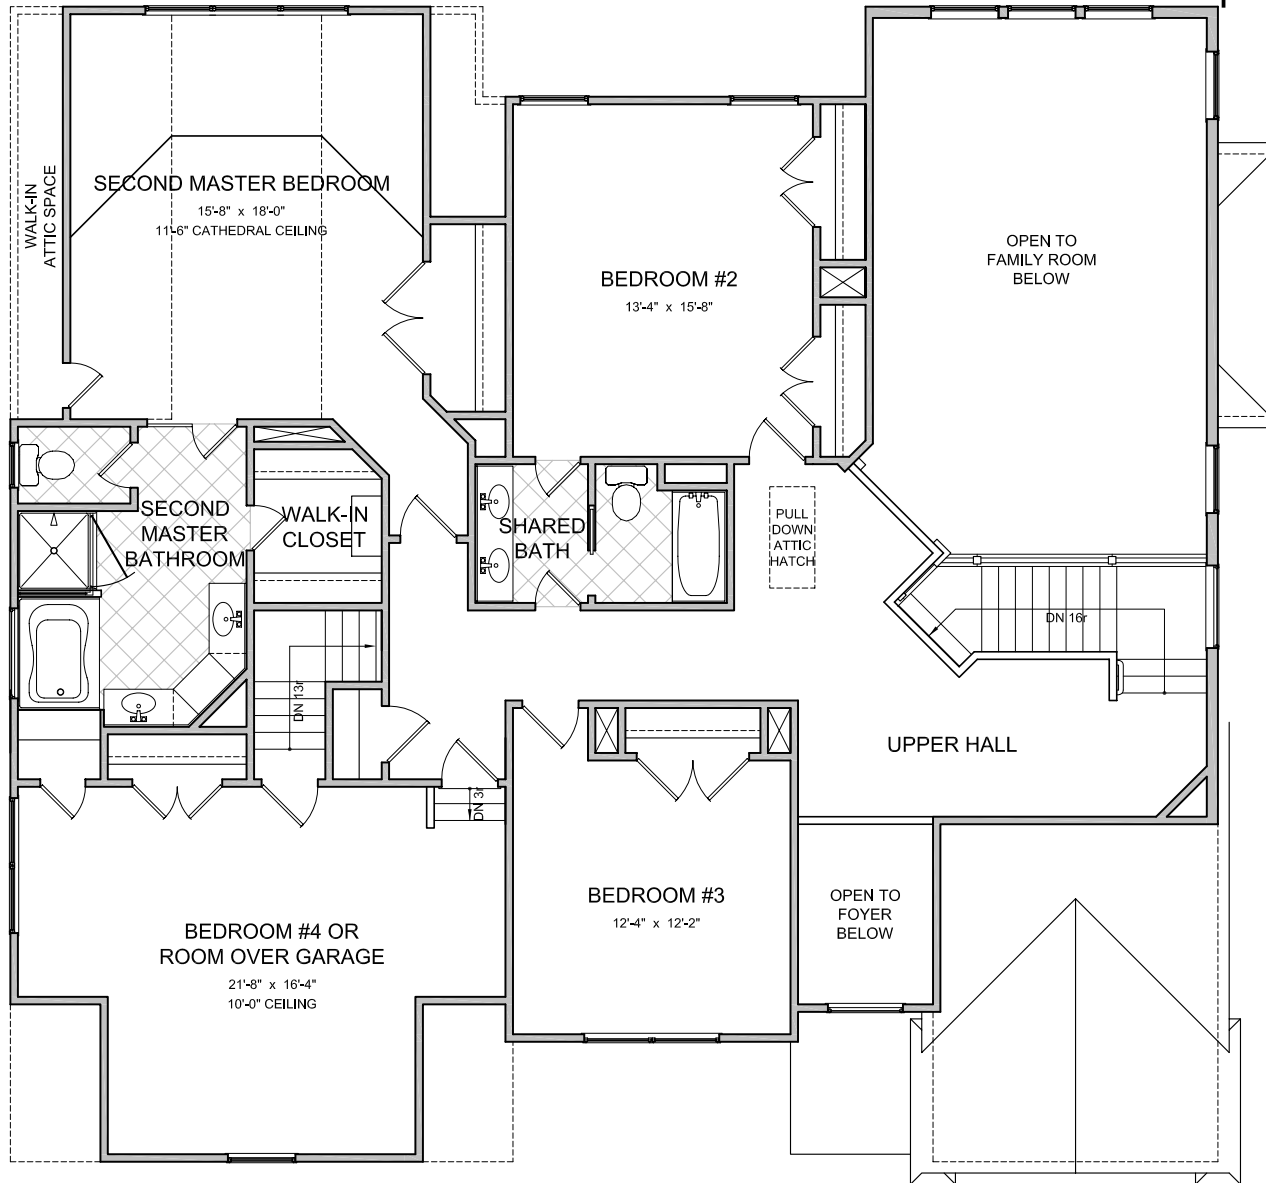 WALK-IN
ATTIC SPACE
SECOND MASTER BEDROOM
15'-8" x 18'-0"
11'-6" CATHEDRAL CEILING
BEDROOM #2
13'-4" x 15'-8"
OPEN TO
FAMILY ROOM
BELOW
SECOND
MASTER
BATHROOM
WALK-IN
CLOSET
SHARED
BATH
PULL
DOWN
ATTIC
HATCH
DN 16r
DN 13r
UPPER HALL
DN 3r
BEDROOM #4 OR
ROOM OVER GARAGE
21'-8" x 16'-4"
10'-0" CEILING
BEDROOM #3
12'-4" x 12'-2"
OPEN TO
FOYER
BELOW